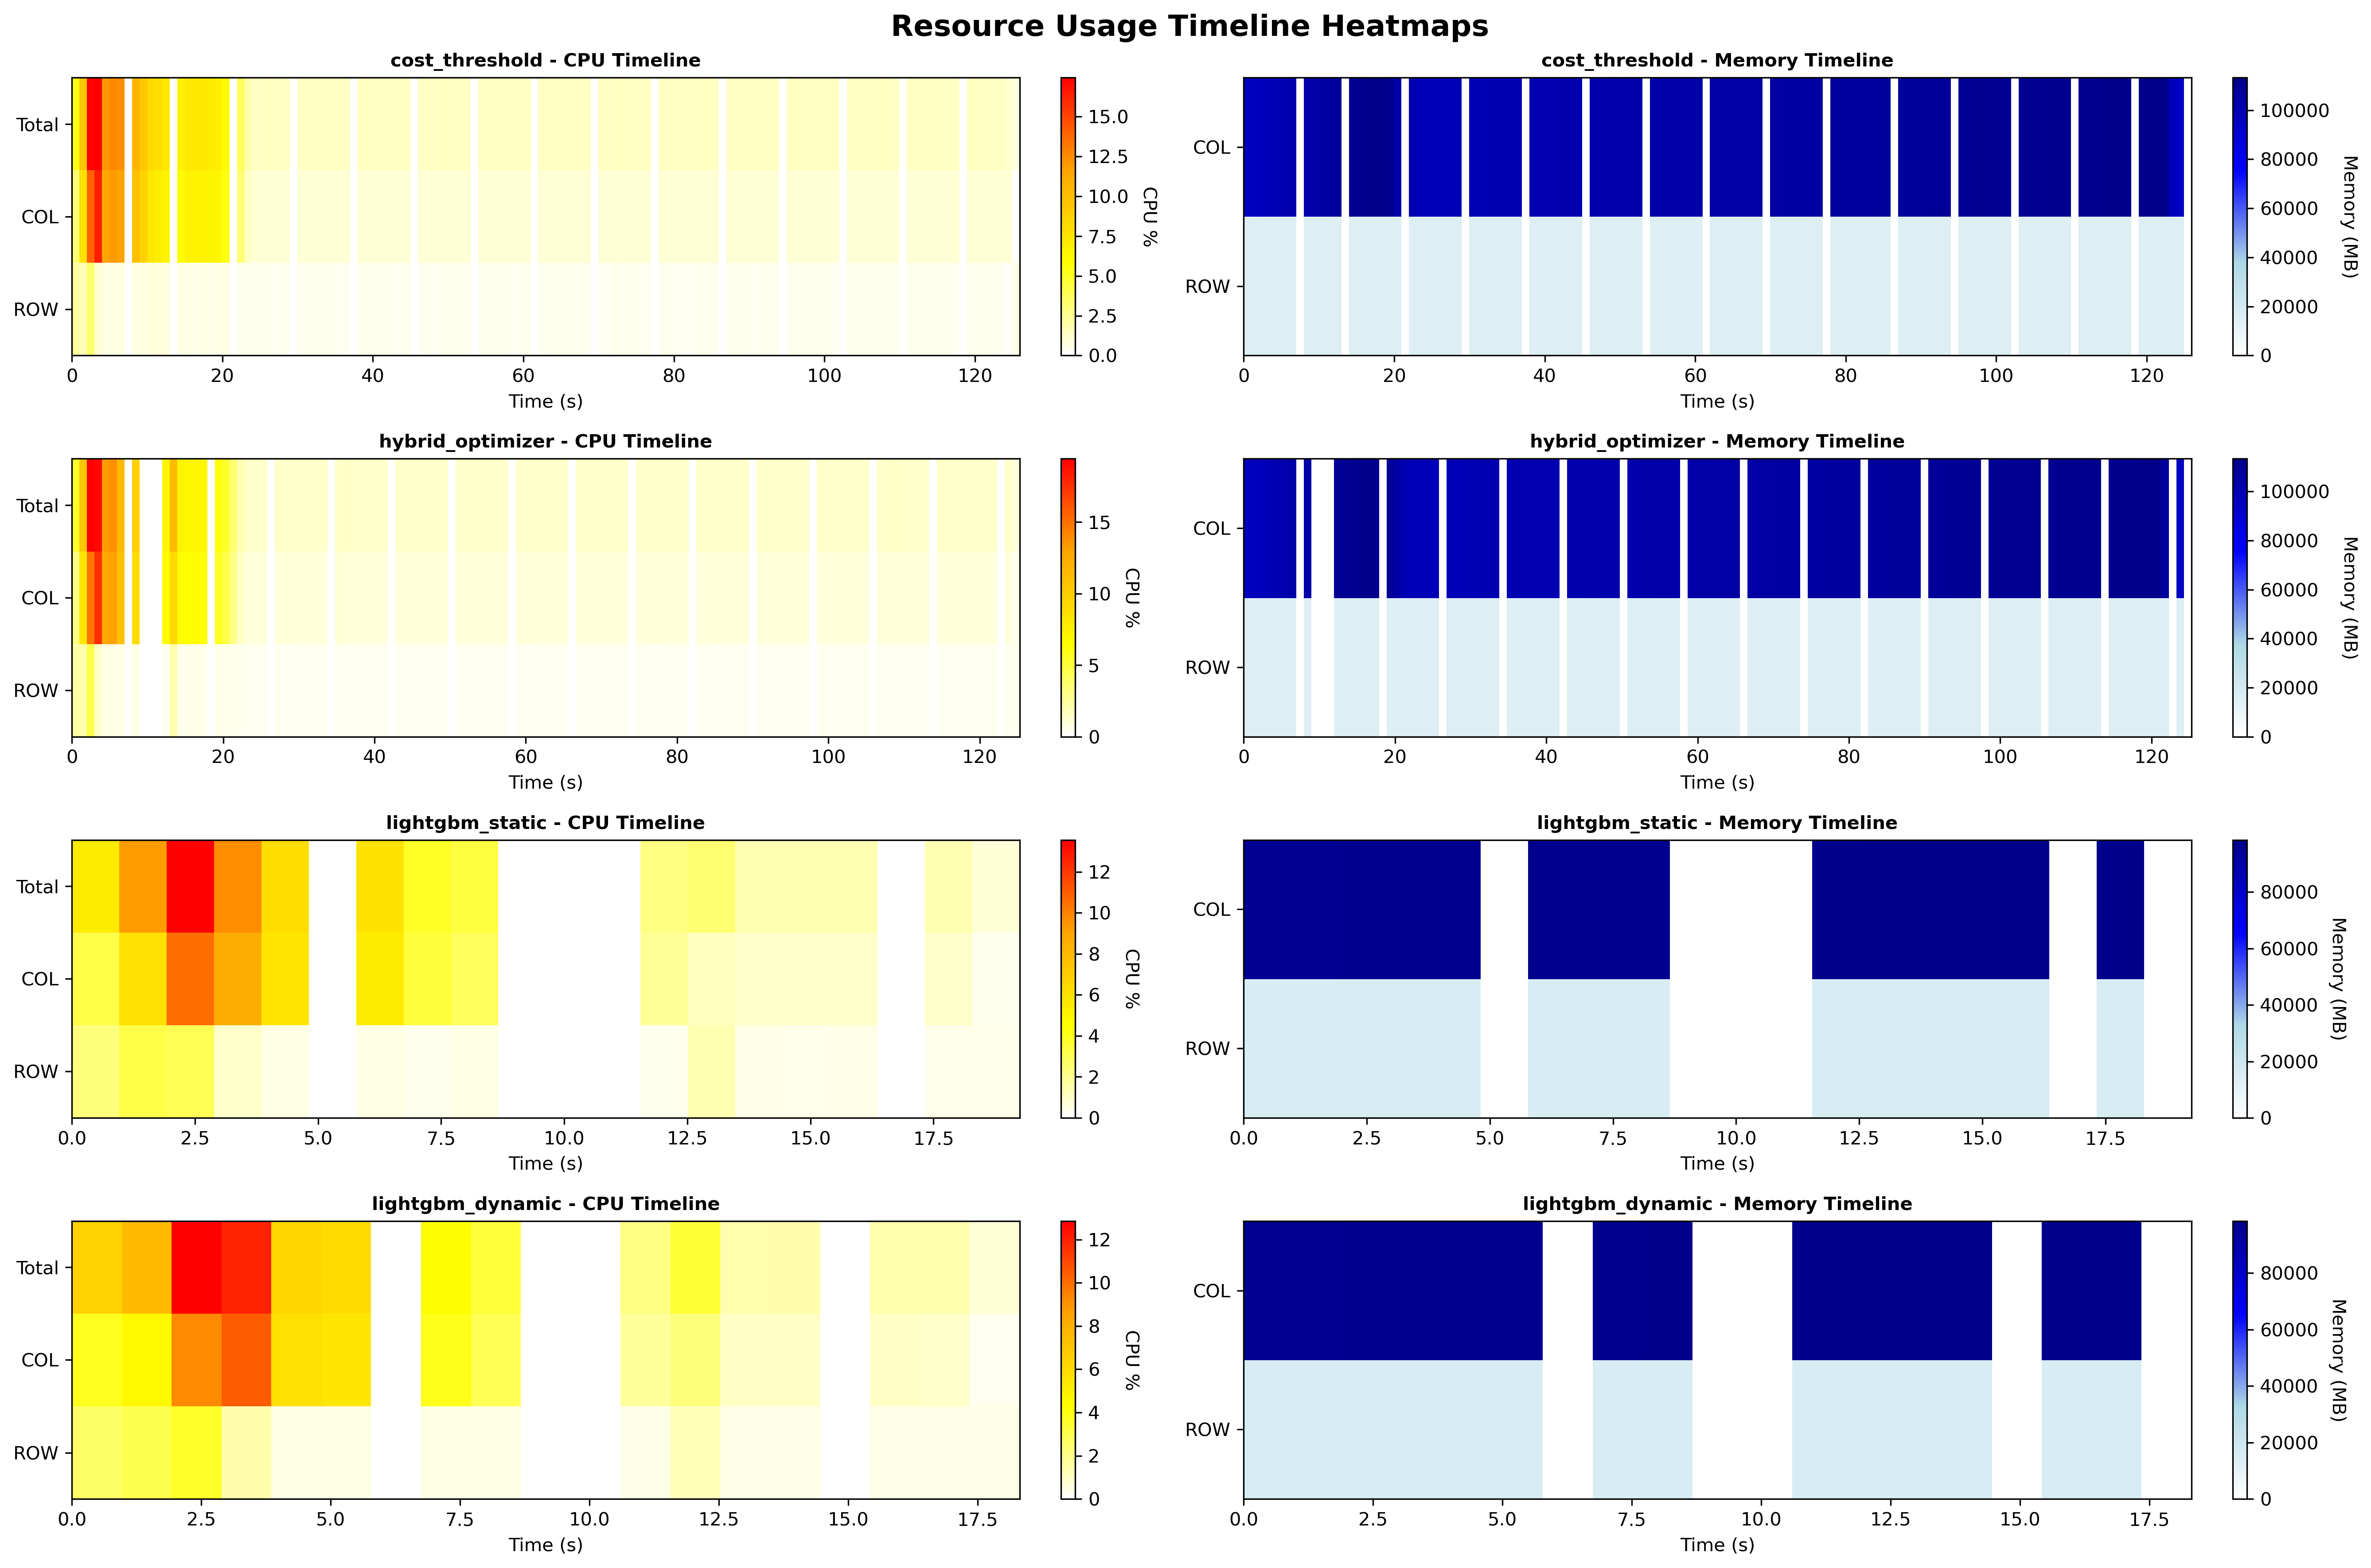 Resource Usage Timeline Heatmaps
cost_threshold - CPU Timeline
Total
COL
ROW
0 20 40 60 80 100 120
Time (s)
15.0
12.5
10.0
7.5
5.0
2.5
0.0
CPU %
cost_threshold - Memory Timeline
COL
ROW
0 20 40 60 80 100 120
Time (s)
100000
80000
60000
40000
20000
0
Memory (MB)
hybrid_optimizer - CPU Timeline
Total
COL
ROW
0 20 40 60 80 100 120
Time (s)
15
10
5
0
CPU %
hybrid_optimizer - Memory Timeline
COL
ROW
0 20 40 60 80 100 120
Time (s)
100000
80000
60000
40000
20000
0
Memory (MB)
lightgbm_static - CPU Timeline
Total
COL
ROW
0.0 2.5 5.0 7.5 10.0 12.5 15.0 17.5
Time (s)
12
10
8
6
4
2
0
CPU %
lightgbm_static - Memory Timeline
COL
ROW
0.0 2.5 5.0 7.5 10.0 12.5 15.0 17.5
Time (s)
80000
60000
40000
20000
0
Memory (MB)
lightgbm_dynamic - CPU Timeline
Total
COL
ROW
0.0 2.5 5.0 7.5 10.0 12.5 15.0 17.5
Time (s)
12
10
8
6
4
2
0
CPU %
lightgbm_dynamic - Memory Timeline
COL
ROW
0.0 2.5 5.0 7.5 10.0 12.5 15.0 17.5
Time (s)
80000
60000
40000
20000
0
Memory (MB)